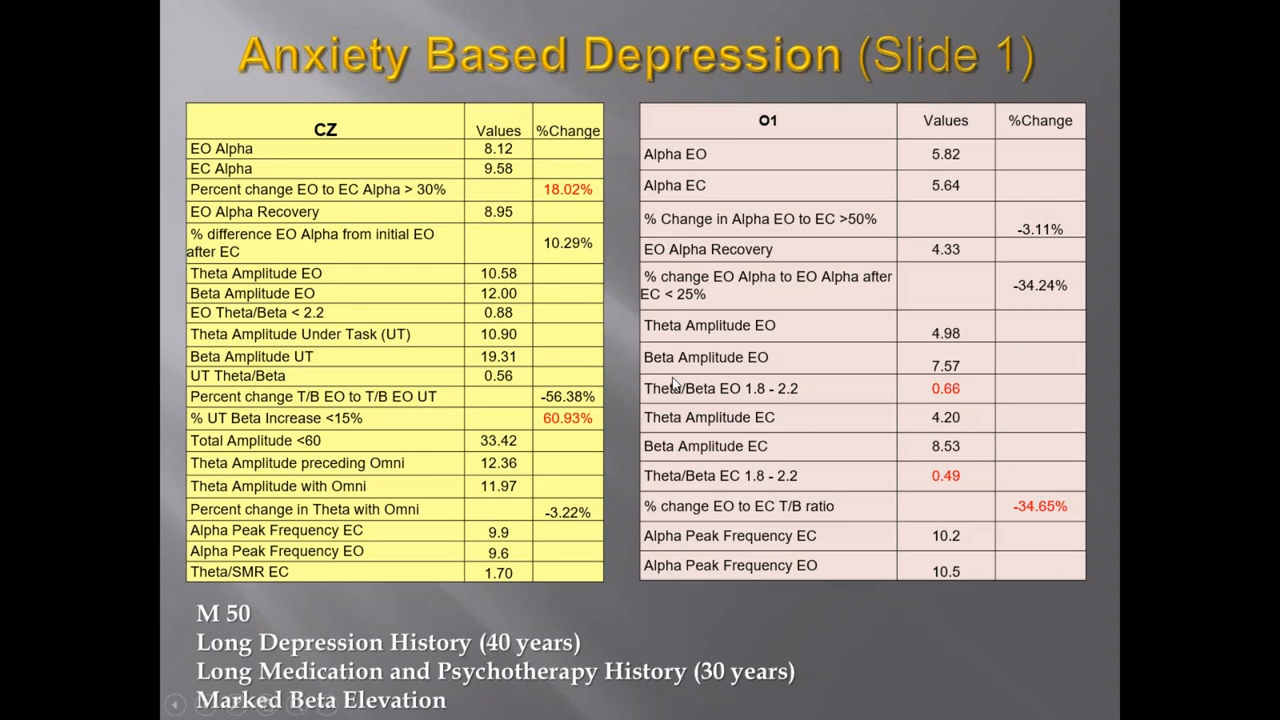 Anxiety Based Depression (Slide 1)
CZ Values %Change
EO Alpha 8.12
EC Alpha 9.58
Percent change EO to EC Alpha > 30% 18.02%
EO Alpha Recovery 8.95
% difference EO Alpha from initial EO
after EC 10.29%
Theta Amplitude EO 10.58
Beta Amplitude EO 12.00
EO Theta/Beta < 2.2 0.88
Theta Amplitude Under Task (UT) 10.90
Beta Amplitude UT 19.31
UT Theta/Beta 0.56
Percent change T/B EO to T/B EO UT -56.38%
% UT Beta Increase <15% 60.93%
Total Amplitude <60 33.42
Theta Amplitude preceding Omni 12.36
Theta Amplitude with Omni 11.97
Percent change in Theta with Omni -3.22%
Alpha Peak Frequency EC 9.9
Alpha Peak Frequency EO 9.6
Theta/SMR EC 1.70
O1 Values %Change
Alpha EO 5.82
Alpha EC 5.64
% Change in Alpha EO to EC >50% -3.11%
EO Alpha Recovery 4.33
% change EO Alpha to EO Alpha after
EC < 25% -34.24%
Theta Amplitude EO 4.98
Beta Amplitude EO 7.57
Theta/Beta EO 1.8 - 2.2 0.66
Theta Amplitude EC 4.20
Beta Amplitude EC 8.53
Theta/Beta EC 1.8 - 2.2 0.49
% change EO to EC T/B ratio -34.65%
Alpha Peak Frequency EC 10.2
Alpha Peak Frequency EO 10.5
M 50
Long Depression History (40 years)
Long Medication and Psychotherapy History (30 years)
Marked Beta Elevation